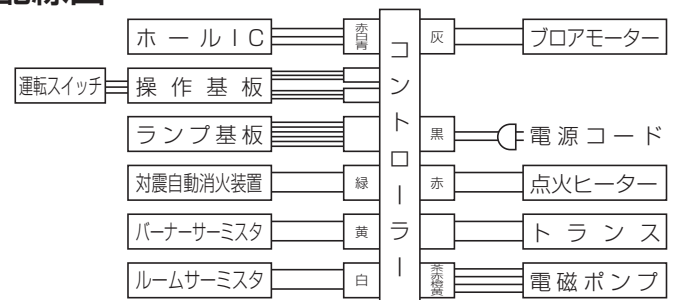 ホールIC
赤
白
青
灰
ブロアモーター
運転スイッチ
操作基板
ランプ基板
黒
電源コード
対震自動消火装置
緑
赤
点火ヒーター
バーナーサーミスタ
黄
トランス
ルームサーミスタ
白
茶
赤
橙
黄
電磁ポンプ
コントローラー